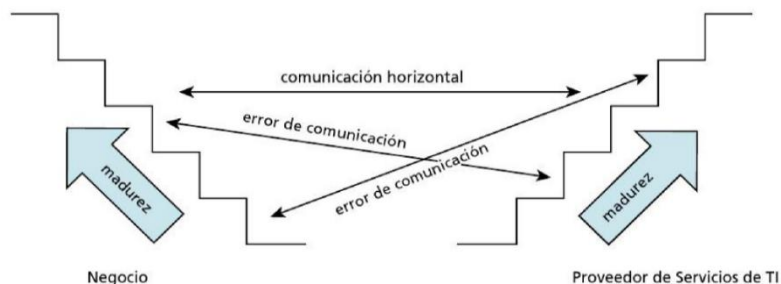 comunicación horizontal
error de comunicación
error de comunicación
madurez
madurez
Negocio
Proveedor de Servicios de TI